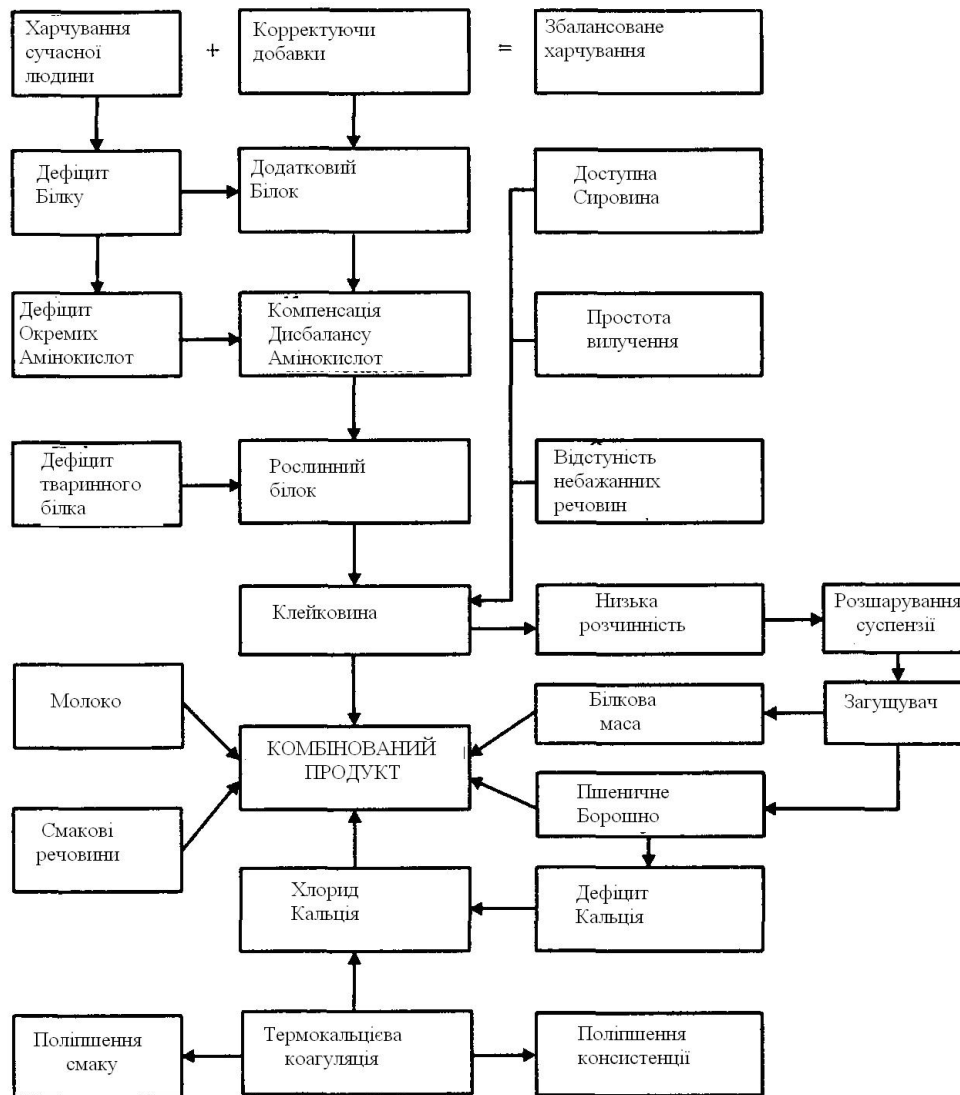 Харчування
сучасної
людини
+
Корректуючи
добавки
=
Збалансоване
харчування
Дефіцит
Білку
Додатковий
Білок
Доступна
Сировина
Дефіцит
Окремих
Амінокислот
Компенсація
Дисбалансу
Амінокислот
Простота
вилучення
Дефіцит
тваринного
білка
Рослинний
білок
Відстуність
небажанних
речовин
Клейковина
Низька
розчинність
Розшарування
суспензії
Молоко
КОМБІНОВАНИЙ
ПРОДУКТ
Білкова
маса
Загущувач
Смакові
речовини
Пшеничне
Борошно
Хлорид
Кальція
Дефіцит
Кальція
Поліпшення
смаку
Термокальцієва
коагуляція
Поліпшення
консистенції